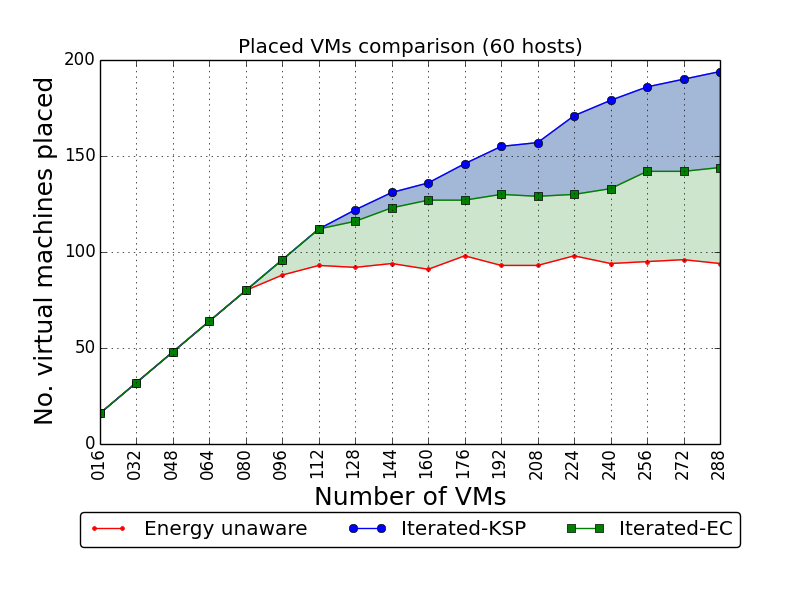 Placed VMs comparison (60 hosts)
No. virtual machines placed
200
150
100
50
0
016 032 048 064 080 096 112 128 144 160 176 192 208 224 240 256 272 288
Number of VMs
Energy unaware Iterated-KSP Iterated-EC